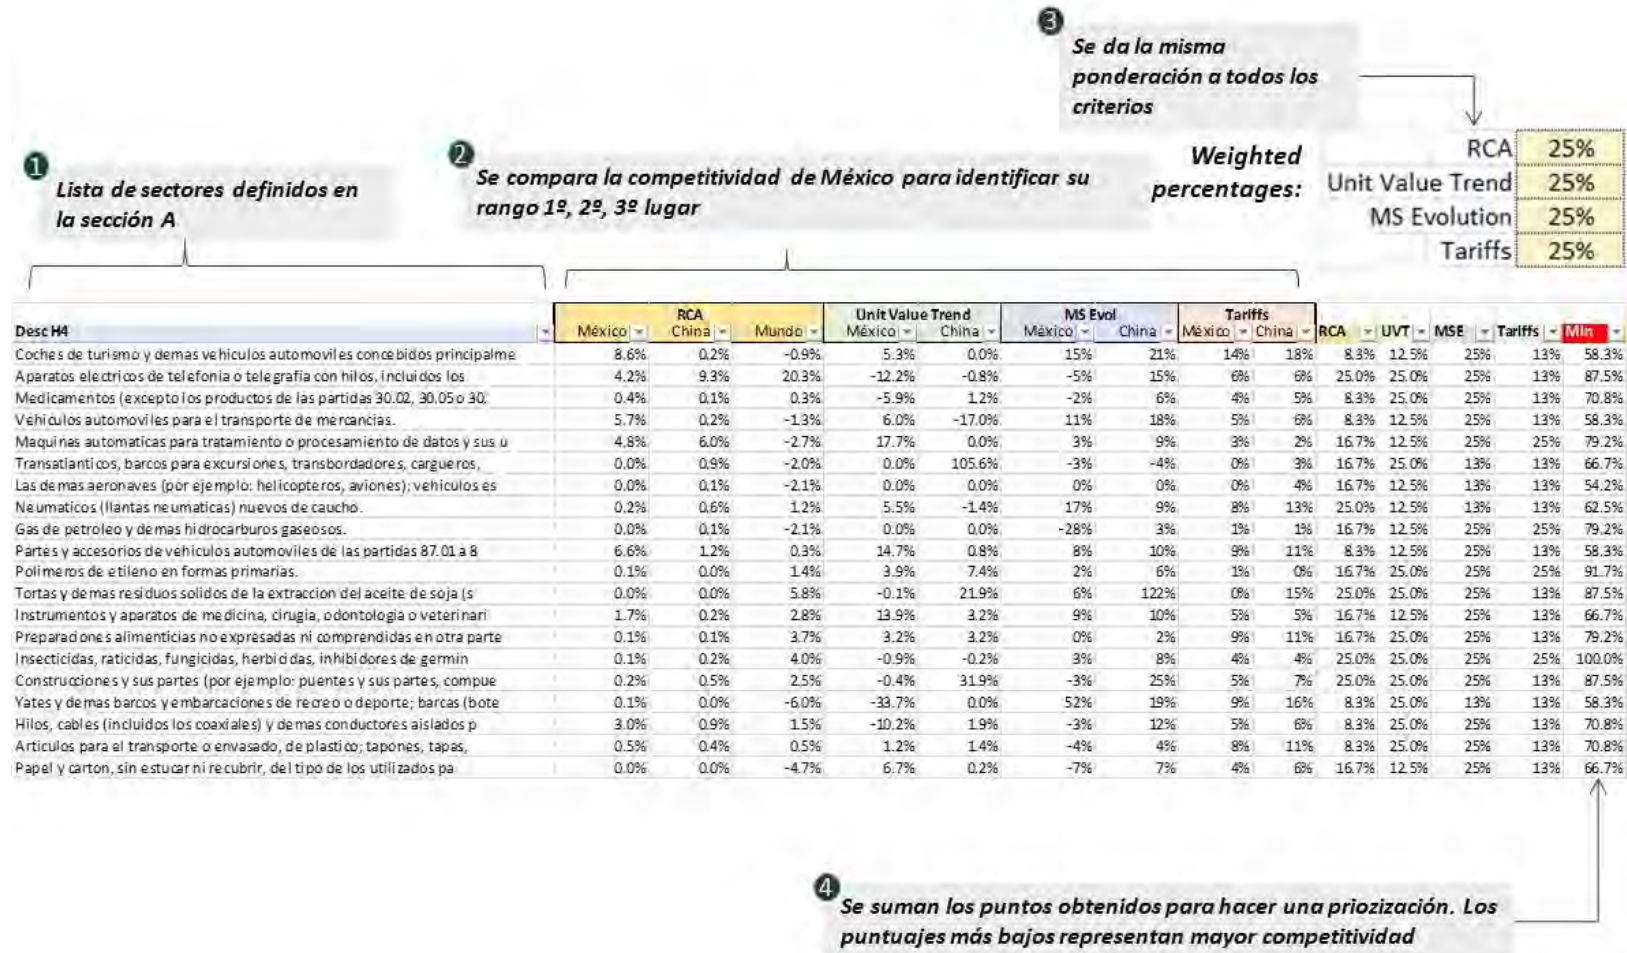 3
Se da la misma
ponderación a todos los
criterios
1
Lista de sectores definidos en
la sección A
2
Se compara la competitividad de México para identificar su
rango 1º, 2º, 3º lugar
Weighted
percentages:
RCA 25%
Unit Value Trend 25%
MS Evolution 25%
Tariffs 25%
RCA Unit Value Trend MS Evol Tariffs
Desc H4 México China Mundo México China México China México China RCA UVT MSE Tariffs Min
Coches de turismo y demas vehiculos automoviles concebidos principalme 8.6% 0.2% -0.9% 5.3% 0.0% 15% 21% 14% 18% 8.3% 12.5% 25% 13% 58.3%
Aparatos electricos de telefonia o telegrafia con hilos, incluidos los 4.2% 9.3% 20.3% -12.2% -0.8% -5% 15% 6% 6% 25.0% 25.0% 25% 13% 87.5%
Medicamentos (excepto los productos de las partidas 30.02, 30.05 o 30. 0.4% 0.1% 0.3% -5.9% 1.2% -2% 6% 4% 5% 8.3% 25.0% 25% 13% 70.8%
Vehiculos automoviles para el transporte de mercancias. 5.7% 0.2% -1.3% 6.0% -17.0% 11% 18% 5% 6% 8.3% 12.5% 25% 13% 58.3%
Maquinas automaticas para tratamiento o procesamiento de datos y sus u 4.8% 6.0% -2.7% 17.7% 0.0% 3% 9% 3% 2% 16.7% 12.5% 25% 25% 79.2%
Transatlanticos, barcos para excursiones, transbordadores, cargueros, 0.0% 0.9% -2.0% 0.0% 105.6% -3% -4% 0% 3% 16.7% 25.0% 13% 13% 66.7%
Las demas aeronaves (por ejemplo: helicopteros, aviones); vehiculos es 0.0% 0.1% -2.1% 0.0% 0.0% 0% 0% 0% 4% 16.7% 12.5% 13% 13% 54.2%
Neumaticos (llantas neumaticas) nuevos de caucho. 0.2% 0.6% 1.2% 5.5% -1.4% 17% 9% 8% 13% 25.0% 12.5% 13% 13% 62.5%
Gas de petroleo y demas hidrocarburos gaseosos. 0.0% 0.1% -2.1% 0.0% 0.0% -28% 3% 1% 1% 16.7% 12.5% 25% 25% 79.2%
Partes y accesorios de vehiculos automoviles de las partidas 87.01 a 8 6.6% 1.2% 0.3% 14.7% 0.8% 8% 10% 9% 11% 8.3% 12.5% 25% 13% 58.3%
Polimeros de etileno en formas primarias. 0.1% 0.0% 1.4% 3.9% 7.4% 2% 6% 1% 0% 16.7% 25.0% 25% 25% 91.7%
Tortas y demas residuos solidos de la extraccion del aceite de soja (s 0.0% 0.0% 5.8% -0.1% 21.9% 6% 122% 0% 15% 25.0% 25.0% 25% 13% 87.5%
Instrumentos y aparatos de medicina, cirugia, odontologia o veterinari 1.7% 0.2% 2.8% 13.9% 3.2% 9% 10% 5% 5% 16.7% 12.5% 25% 13% 66.7%
Preparaciones alimenticias no expresadas ni comprendidas en otra parte 0.1% 0.1% 3.7% 3.2% 3.2% 0% 2% 9% 11% 16.7% 25.0% 25% 13% 79.2%
Insecticidas, raticidas, fungicidas, herbicidas, inhibidores de germin 0.1% 0.2% 4.0% -0.9% -0.2% 3% 8% 4% 4% 25.0% 25.0% 25% 25% 100.0%
Construcciones y sus partes (por ejemplo: puentes y sus partes, compue 0.2% 0.5% 2.5% -0.4% 31.9% -3% 25% 5% 7% 25.0% 25.0% 25% 13% 87.5%
Yates y demas barcos y embarcaciones de recreo o deporte; barcas (bote 0.1% 0.0% -6.0% -33.7% 0.0% 52% 19% 9% 16% 8.3% 25.0% 13% 13% 58.3%
Hilos, cables (incluidos los coaxiales) y demas conductores aislados p 3.0% 0.9% 1.5% -10.2% 1.9% -3% 12% 5% 6% 8.3% 25.0% 25% 13% 70.8%
Articulos para el transporte o envasado, de plastico; tapones, tapas, 0.5% 0.4% 0.5% 1.2% 1.4% -4% 4% 8% 11% 8.3% 25.0% 25% 13% 70.8%
Papel y carton, sin estucar ni recubrir, del tipo de los utilizados pa 0.0% 0.0% -4.7% 6.7% 0.2% -7% 7% 4% 6% 16.7% 12.5% 25% 13% 66.7%
4
Se suman los puntos obtenidos para hacer una priozización. Los
puntuajes más bajos representan mayor competitividad